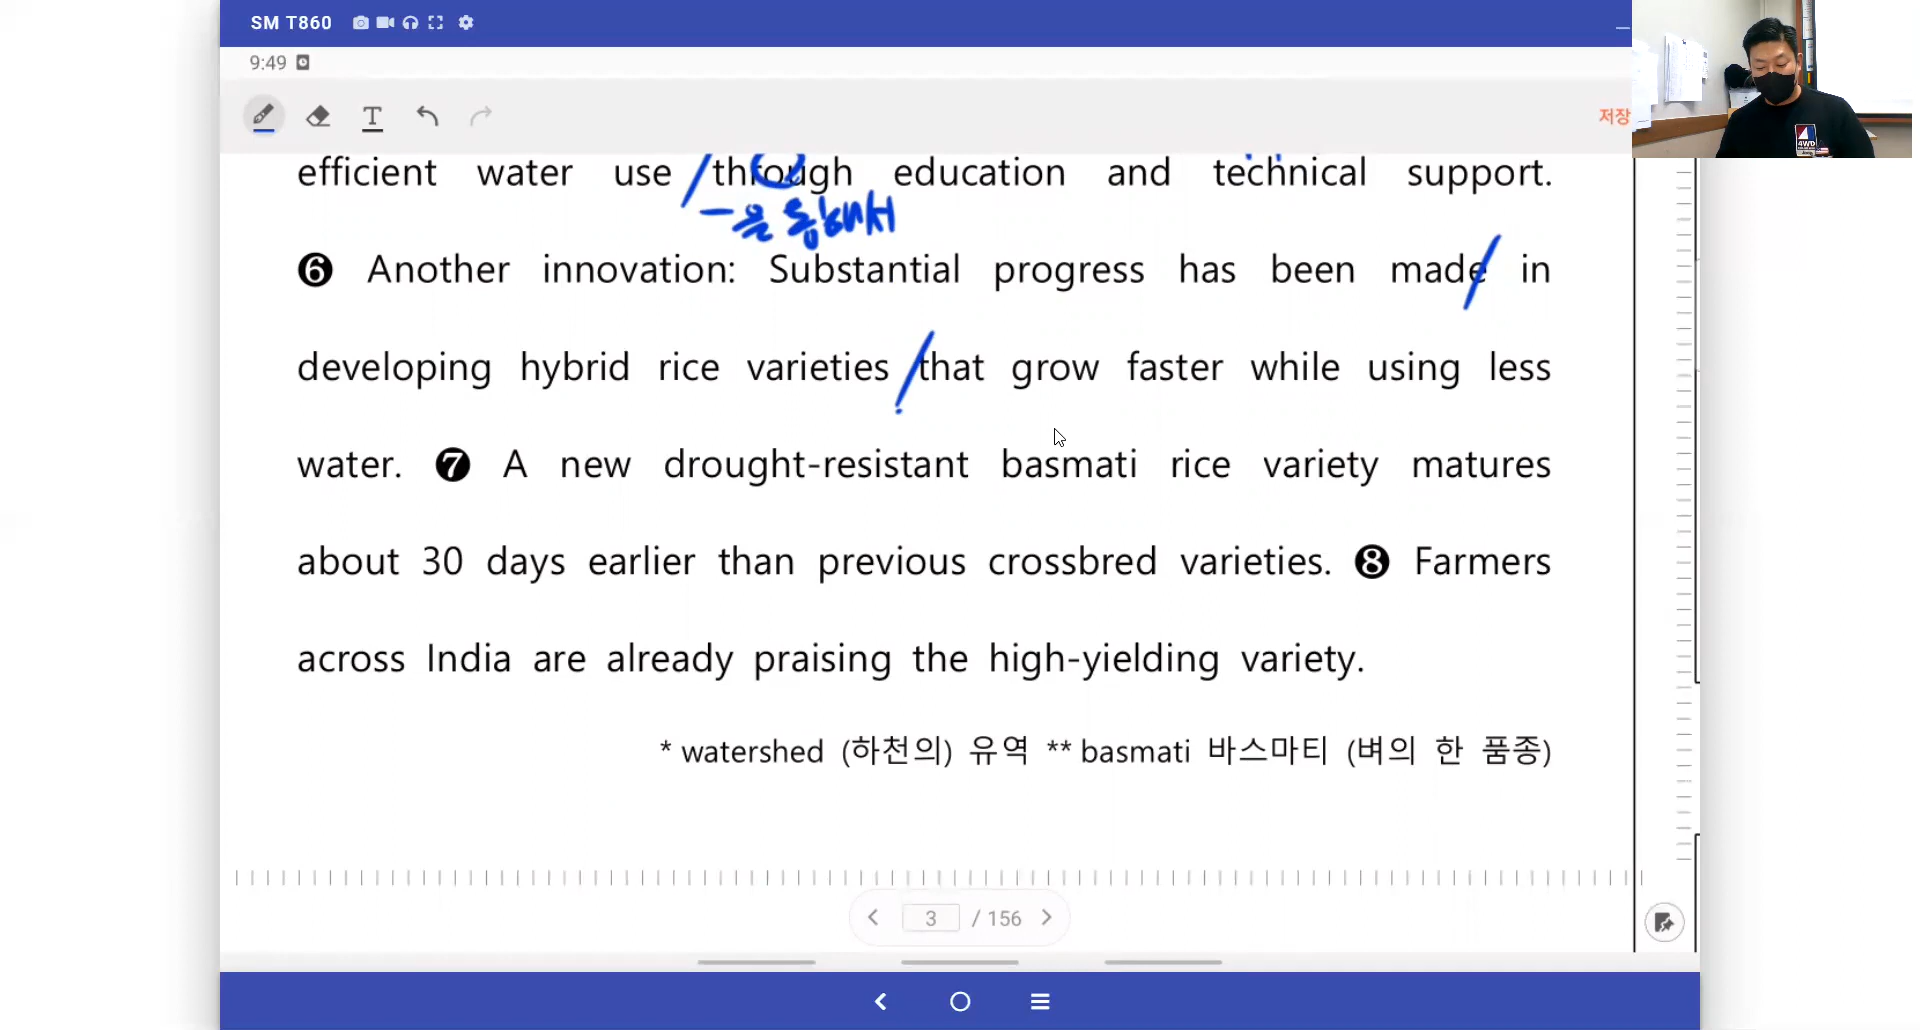 SM T860
9:49
T
저장
efficient water use / through education and technical support.
~을 통해서
❻ Another innovation: Substantial progress has been made / in
developing hybrid rice varieties / that grow faster while using less
water. ❼ A new drought-resistant basmati rice variety matures
about 30 days earlier than previous crossbred varieties. ❽ Farmers
across India are already praising the high-yielding variety.
* watershed (하천의) 유역 ** basmati 바스마티 (벼의 한 품종)
3 / 156
4WD